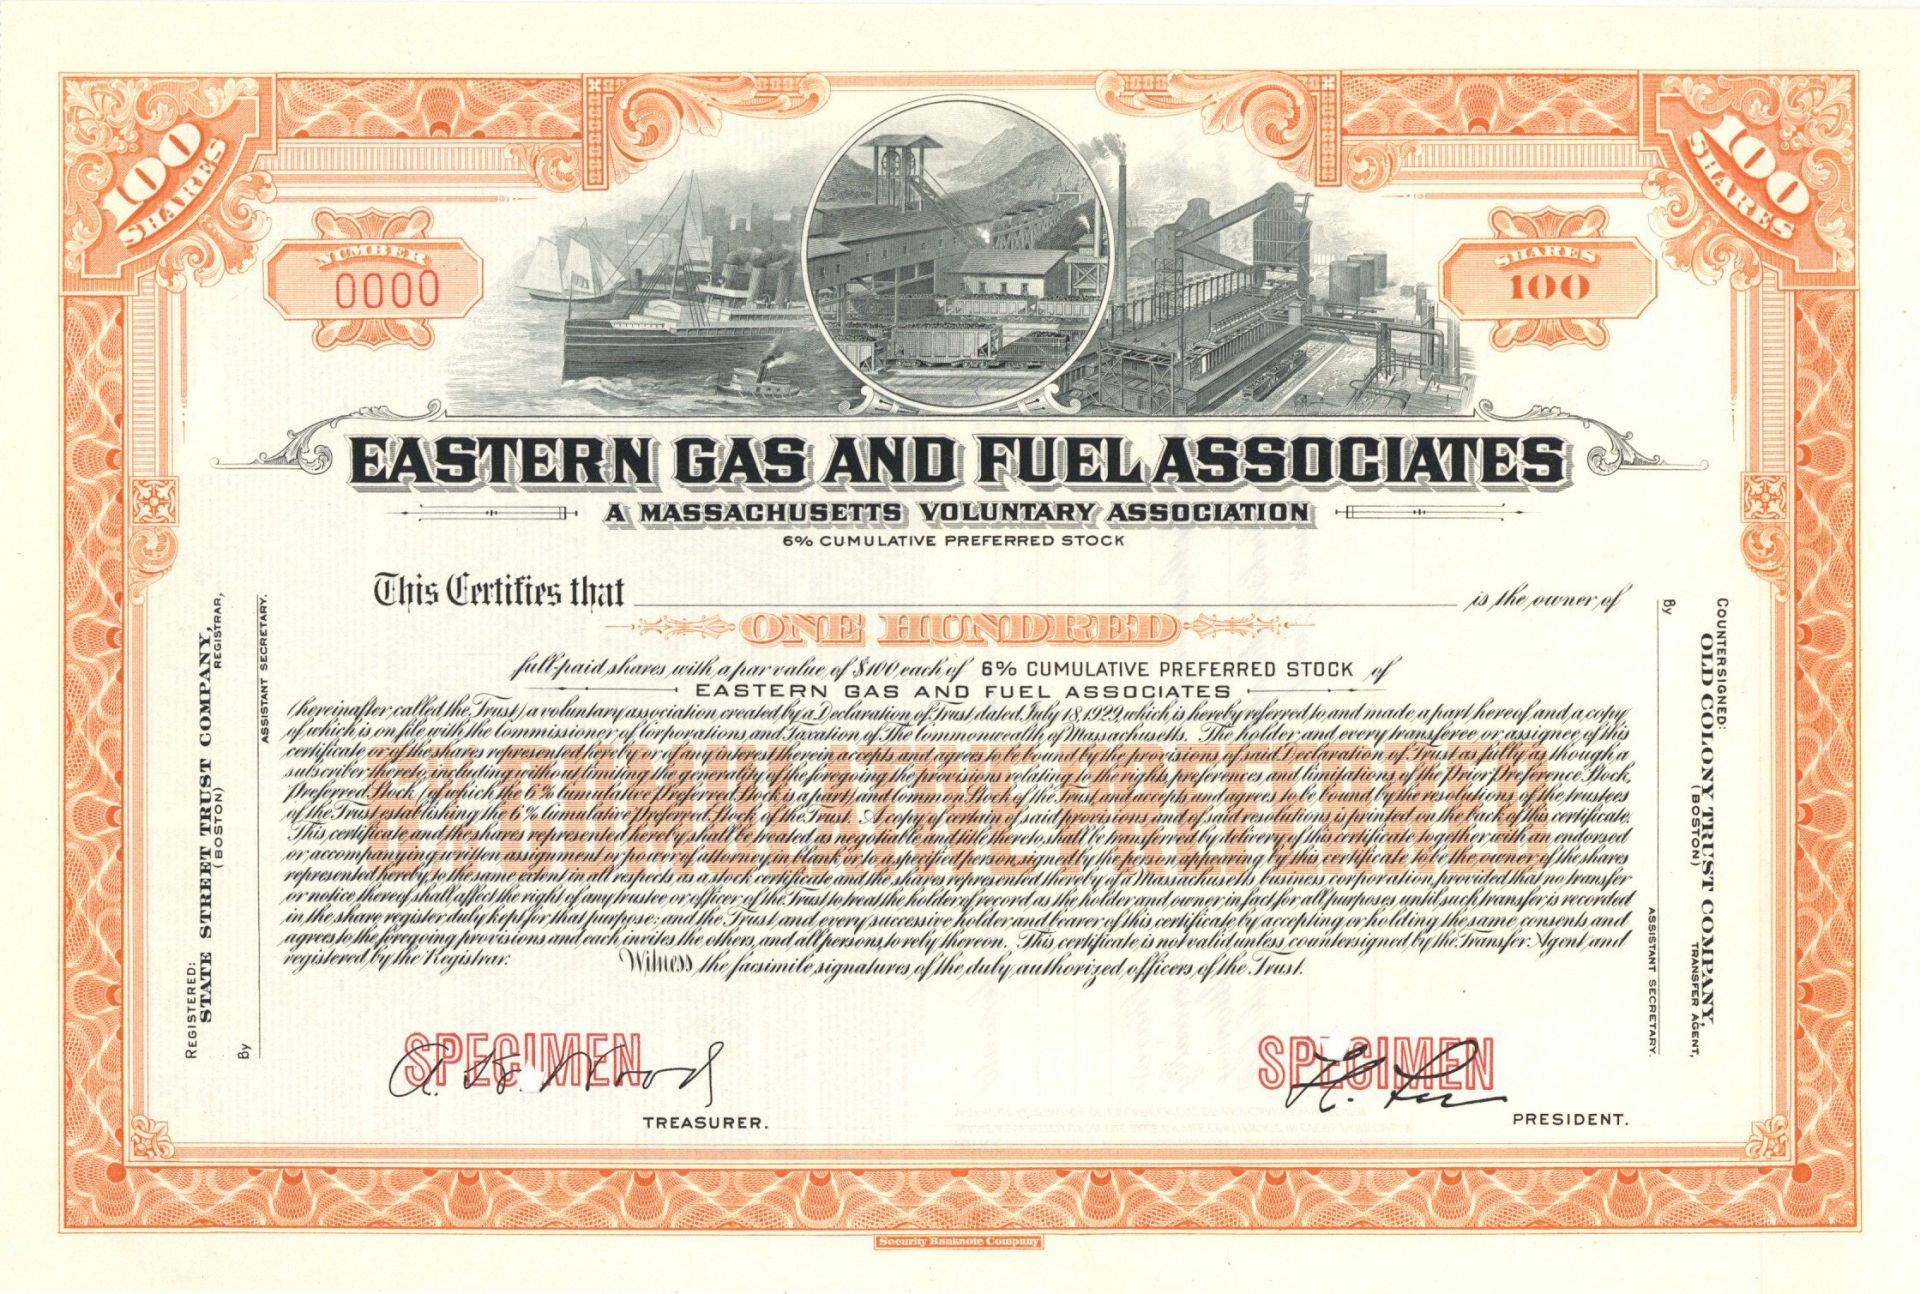 100
SHARES
100
SHARES
NUMBER
0000
SHARES
100
EASTERN GAS AND FUEL ASSOCIATES
A MASSACHUSETTS VOLUNTARY ASSOCIATION
6% CUMULATIVE PREFERRED STOCK
This Certifies that is the owner of
ONE HUNDRED
full-paid shares with a par value of $100 each of 6% CUMULATIVE PREFERRED STOCK of
EASTERN GAS AND FUEL ASSOCIATES
(hereinafter called the Trust) a voluntary association created by a Declaration of Trust dated July 18, 1929, which is hereby referred to and made a part hereof and a copy
of which is on file with the Commissioner of Corporations and Taxation of The Commonwealth of Massachusetts. The holder and every transferee or assignee of this
certificate or of the shares represented hereby or of any interest therein accepts and agrees to be bound by the provisions of said Declaration of Trust as fully as though a
subscriber thereto, including without limiting the generality of the foregoing the provisions relating to the rights, preferences and limitations of the Prior Preference Stock,
Preferred Stock (of which the 6% Cumulative Preferred Stock is a part) and Common Stock of the Trust, and accepts and agrees to be bound by the resolutions of the trustees
of the Trust establishing the 6% Cumulative Preferred Stock of the Trust. A copy of certain of said provisions and of said resolutions is printed on the back of this certificate.
This certificate and the shares represented hereby shall be treated as negotiable and title thereto shall be transferred by delivery of this certificate together with an endorsed
or accompanying written assignment or power of attorney, in blank or to a specified person, signed by the person appearing by this certificate to be the owner of the shares
represented hereby, to the same extent in all respects as a stock certificate and the shares represented thereby of a Massachusetts business corporation, provided that no transfer
or notice thereof shall affect the right of any trustee or officer of the Trust to treat the holder of record as the holder and owner in fact for all purposes until such transfer is recorded
in the share register duly kept for that purpose; and the Trust and every successive holder and bearer of this certificate by accepting or holding the same consents and
agrees to the foregoing provisions and each invites the others, and all persons, to rely thereon. This certificate is not valid unless countersigned by the Transfer Agent, and
registered by the Registrar. Witness the facsimile signatures of the duly authorized officers of the Trust.
REGISTERED:
STATE STREET TRUST COMPANY,
(BOSTON) REGISTRAR,
By
ASSISTANT SECRETARY.
COUNTERSIGNED:
OLD COLONY TRUST COMPANY,
(BOSTON) TRANSFER AGENT,
By
ASSISTANT SECRETARY.
SPECIMEN
SPECIMEN
TREASURER.
PRESIDENT.
Security Banknote Company